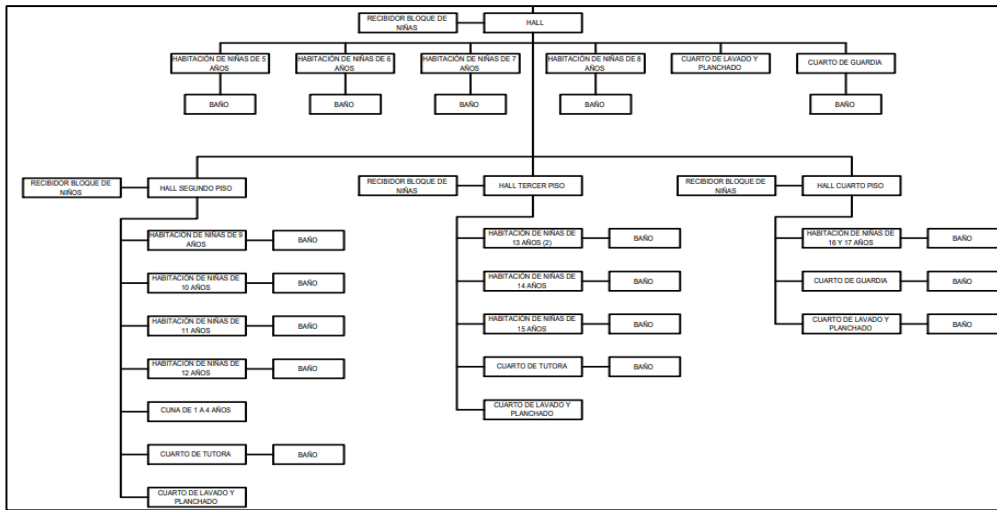 RECIBIDOR BLOQUE DE
NIÑAS
HALL
HABITACIÓN DE NIÑAS DE 5
AÑOS
HABITACIÓN DE NIÑAS DE 6
AÑOS
HABITACIÓN DE NIÑAS DE 7
AÑOS
HABITACIÓN DE NIÑAS DE 8
AÑOS
CUARTO DE LAVADO Y
PLANCHADO
CUARTO DE GUARDIA
BAÑO
BAÑO
BAÑO
BAÑO
BAÑO
RECIBIDOR BLOQUE DE
NIÑOS
HALL SEGUNDO PISO
HABITACIÓN DE NIÑAS DE 9
AÑOS
BAÑO
HABITACIÓN DE NIÑAS DE
10 AÑOS
BAÑO
HABITACIÓN DE NIÑAS DE
11 AÑOS
BAÑO
HABITACIÓN DE NIÑAS DE
12 AÑOS
BAÑO
CUNA DE 1 A 4 AÑOS
CUARTO DE TUTORA
BAÑO
CUARTO DE LAVADO Y
PLANCHADO
RECIBIDOR BLOQUE DE
NIÑAS
HALL TERCER PISO
HABITACIÓN DE NIÑAS DE
13 AÑOS (2)
BAÑO
HABITACIÓN DE NIÑAS DE
14 AÑOS
BAÑO
HABITACIÓN DE NIÑAS DE
15 AÑOS
BAÑO
CUARTO DE TUTORA
BAÑO
CUARTO DE LAVADO Y
PLANCHADO
RECIBIDOR BLOQUE DE
NIÑAS
HALL CUARTO PISO
HABITACIÓN DE NIÑAS DE
16 Y 17 AÑOS
BAÑO
CUARTO DE GUARDIA
BAÑO
CUARTO DE LAVADO Y
PLANCHADO
BAÑO